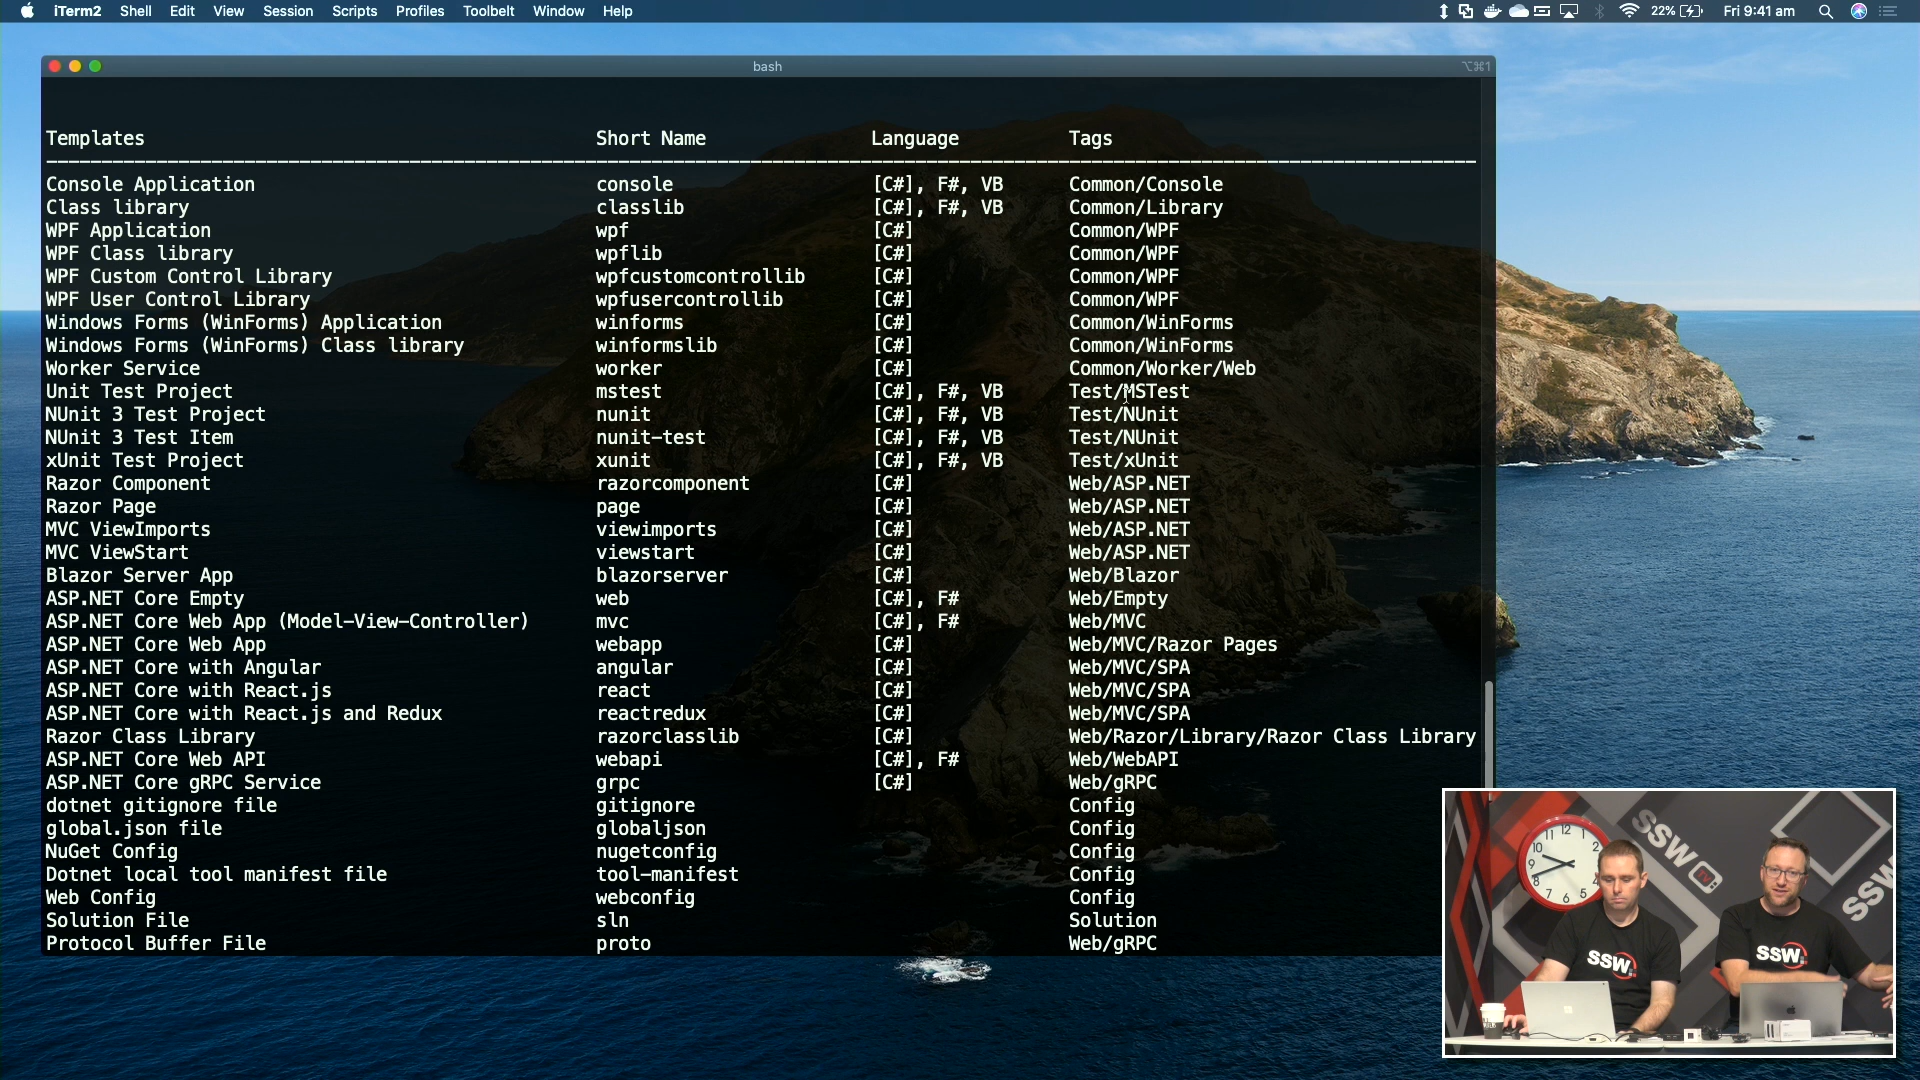 iTerm2 Shell Edit View Session Scripts Profiles Toolbelt Window Help 22% Fri 9:41 am
bash ⌥⌘1
Templates Short Name Language Tags
Console Application console [C#], F#, VB Common/Console
Class library classlib [C#], F#, VB Common/Library
WPF Application wpf [C#] Common/WPF
WPF Class library wpflib [C#] Common/WPF
WPF Custom Control Library wpfcustomcontrollib [C#] Common/WPF
WPF User Control Library wpfusercontrollib [C#] Common/WPF
Windows Forms (WinForms) Application winforms [C#] Common/WinForms
Windows Forms (WinForms) Class library winformslib [C#] Common/WinForms
Worker Service worker [C#] Common/Worker/Web
Unit Test Project mstest [C#], F#, VB Test/MSTest
NUnit 3 Test Project nunit [C#], F#, VB Test/NUnit
NUnit 3 Test Item nunit-test [C#], F#, VB Test/NUnit
xUnit Test Project xunit [C#], F#, VB Test/xUnit
Razor Component razorcomponent [C#] Web/ASP.NET
Razor Page page [C#] Web/ASP.NET
MVC ViewImports viewimports [C#] Web/ASP.NET
MVC ViewStart viewstart [C#] Web/ASP.NET
Blazor Server App blazorserver [C#] Web/Blazor
ASP.NET Core Empty web [C#], F# Web/Empty
ASP.NET Core Web App (Model-View-Controller) mvc [C#], F# Web/MVC
ASP.NET Core Web App webapp [C#] Web/MVC/Razor Pages
ASP.NET Core with Angular angular [C#] Web/MVC/SPA
ASP.NET Core with React.js react [C#] Web/MVC/SPA
ASP.NET Core with React.js and Redux reactredux [C#] Web/MVC/SPA
Razor Class Library razorclasslib [C#] Web/Razor/Library/Razor Class Library
ASP.NET Core Web API webapi [C#], F# Web/WebAPI
ASP.NET Core gRPC Service grpc [C#] Web/gRPC
dotnet gitignore file gitignore Config
global.json file globaljson Config
NuGet Config nugetconfig Config
Dotnet local tool manifest file tool-manifest Config
Web Config webconfig Config
Solution File sln Solution
Protocol Buffer File proto Web/gRPC
11 12 1
10 2
9
8
7 6 5
SSW TV
SSW
SSW
SSW